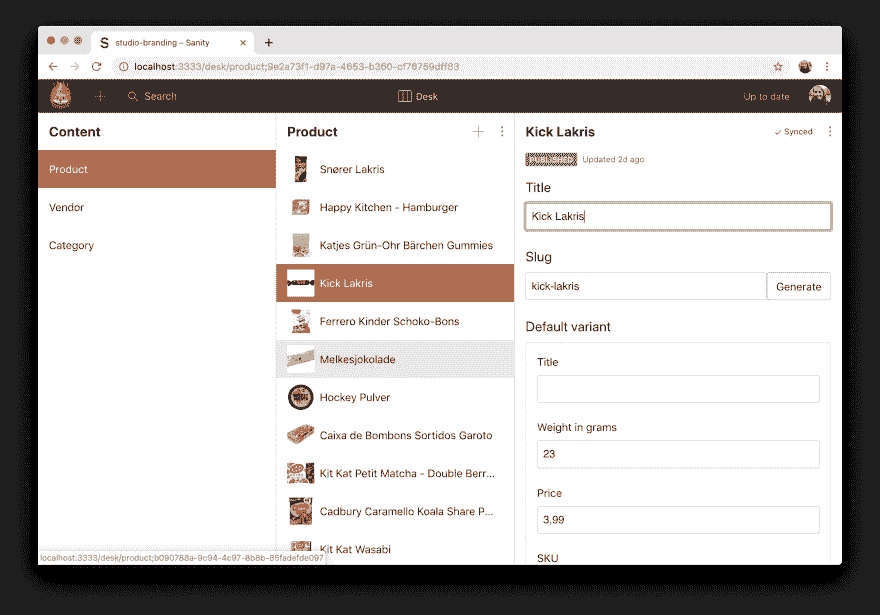 S studio-branding – Sanity
localhost:3333/desk/product;9e2a73f1-d97a-4653-b360-cf76759dff83
Search
Desk
Up to date
Content
Product
Vendor
Category
Product
Snører Lakris
Happy Kitchen - Hamburger
Katjes Grün-Ohr Bärchen Gummies
Kick Lakris
Ferrero Kinder Schoko-Bons
Melkesjokolade
Hockey Pulver
Caixa de Bombons Sortidos Garoto
Kit Kat Petit Matcha - Double Berr...
Cadbury Caramello Koala Share P...
Kit Kat Wasabi
Kick Lakris
Synced
PUBLISHED Updated 2d ago
Title
Kick Lakris
Slug
kick-lakris
Generate
Default variant
Title
Weight in grams
23
Price
3,99
SKU
localhost:3333/desk/product;b090788a-9c94-4c97-8b8b-85fadefde097